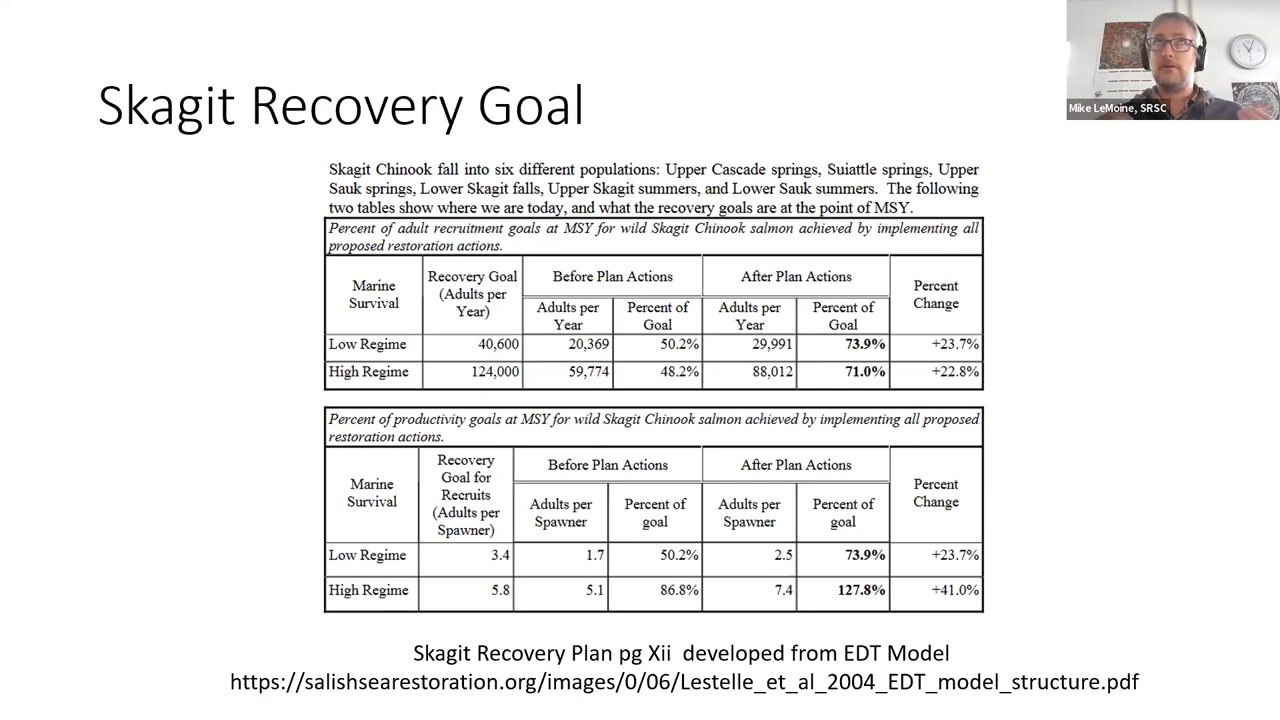 Mike LeMoine, SRSC
Skagit Recovery Goal
Skagit Chinook fall into six different populations: Upper Cascade springs, Suiattle springs, Upper
Sauk springs, Lower Skagit falls, Upper Skagit summers, and Lower Sauk summers. The following
two tables show where we are today, and what the recovery goals are at the point of MSY.
Percent of adult recruitment goals at MSY for wild Skagit Chinook salmon achieved by implementing all
proposed restoration actions.
Marine Survival Recovery Goal (Adults per Year) Before Plan Actions After Plan Actions Percent Change
Adults per Year Percent of Goal Adults per Year Percent of Goal
Low Regime 40,600 20,369 50.2% 29,991 73.9% +23.7%
High Regime 124,000 59,774 48.2% 88,012 71.0% +22.8%
Percent of productivity goals at MSY for wild Skagit Chinook salmon achieved by implementing all proposed
restoration actions.
Marine Survival Recovery Goal for Recruits (Adults per Spawner) Before Plan Actions After Plan Actions Percent Change
Adults per Spawner Percent of goal Adults per Spawner Percent of goal
Low Regime 3.4 1.7 50.2% 2.5 73.9% +23.7%
High Regime 5.8 5.1 86.8% 7.4 127.8% +41.0%
Skagit Recovery Plan pg Xii developed from EDT Model
https://salishsearestoration.org/images/0/06/Lestelle_et_al_2004_EDT_model_structure.pdf